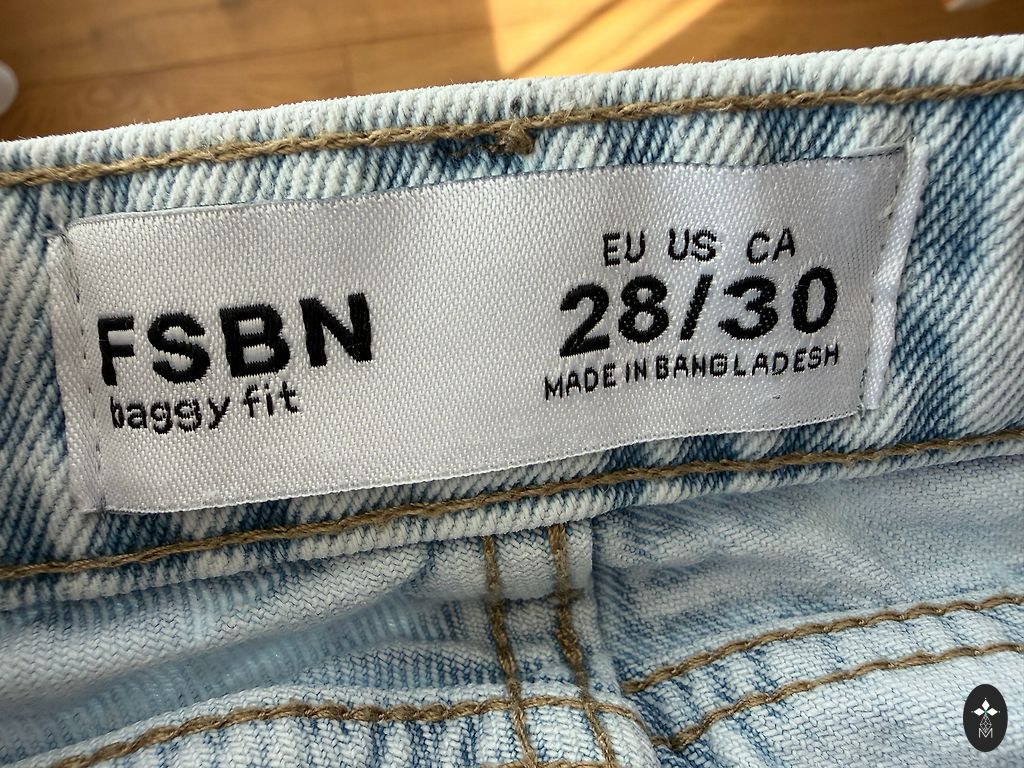 FSBN
baggy fit
EU US CA
28/30
MADE IN BANGLADESH
M